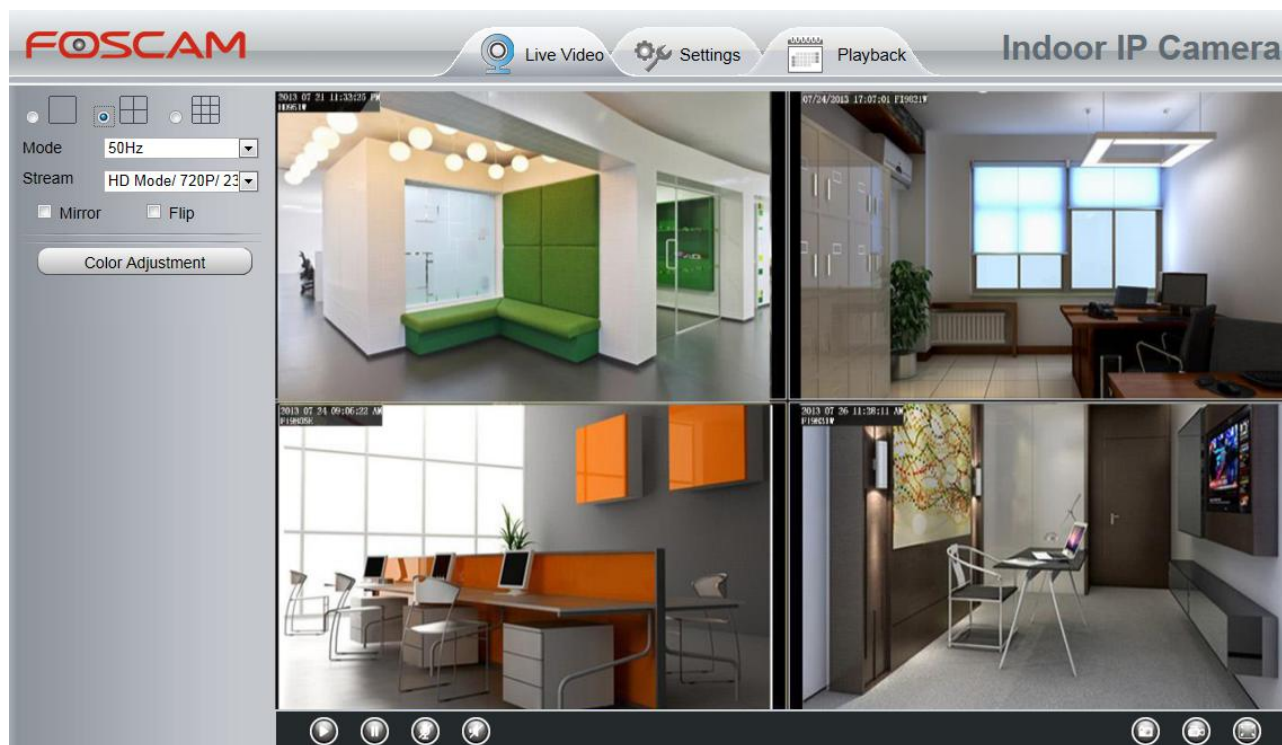 FOSCAM
Live Video
Settings
Playback
Indoor IP Camera
Mode
50Hz
Stream
HD Mode/ 720P/ 23
Mirror
Flip
Color Adjustment
2013 07 21 11:33:25 PM
07/24/2013 17:07:01 FI9821W
2013 07 24 09:06:22 AM
2013 07 26 11:28:11 AM